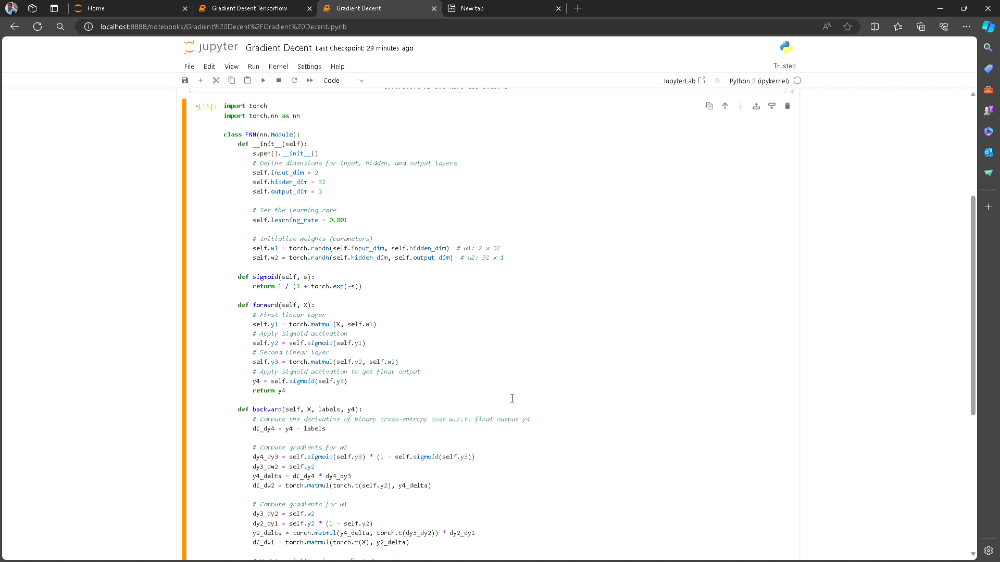 Home
Gradient Desent Tensorflow
Gradient Decent
New tab
localhost:8888/notebooks/Gradient%20Decent%2FGradient%20Decent.ipynb
jupyter Gradient Decent Last Checkpoint: 29 minutes ago
File Edit View Run Kernel Settings Help
Trusted
Code
JupyterLab
Python 3 (ipykernel)
[14]:
import torch
import torch.nn as nn
class FNN(nn.Module):
def __init__(self):
super().__init__()
# Define dimensions for input, hidden, and output layers
self.input_dim = 2
self.hidden_dim = 32
self.output_dim = 1
# Set the learning rate
self.learning_rate = 0.001
# Initialize weights (parameters)
self.w1 = torch.randn(self.input_dim, self.hidden_dim) # w1: 2 x 32
self.w2 = torch.randn(self.hidden_dim, self.output_dim) # w2: 32 x 1
def sigmoid(self, s):
return 1 / (1 + torch.exp(-s))
def forward(self, X):
# First linear layer
self.y1 = torch.matmul(X, self.w1)
# Apply sigmoid activation
self.y2 = self.sigmoid(self.y1)
# Second linear layer
self.y3 = torch.matmul(self.y2, self.w2)
# Apply sigmoid activation to get final output
y4 = self.sigmoid(self.y3)
return y4
def backward(self, X, labels, y4):
# Compute the derivative of binary cross-entropy cost w.r.t. final output y4
dC_dy4 = y4 - labels
# Compute gradients for w2
dy4_dy3 = self.sigmoid(self.y3) * (1 - self.sigmoid(self.y3))
dy3_dw2 = self.y2
y4_delta = dC_dy4 * dy4_dy3
dC_dw2 = torch.matmul(torch.t(self.y2), y4_delta)
# Compute gradients for w1
dy3_dy2 = self.w2
dy2_dy1 = self.y2 * (1 - self.y2)
y2_delta = torch.matmul(y4_delta, torch.t(dy3_dy2)) * dy2_dy1
dC_dw1 = torch.matmul(torch.t(X), y2_delta)